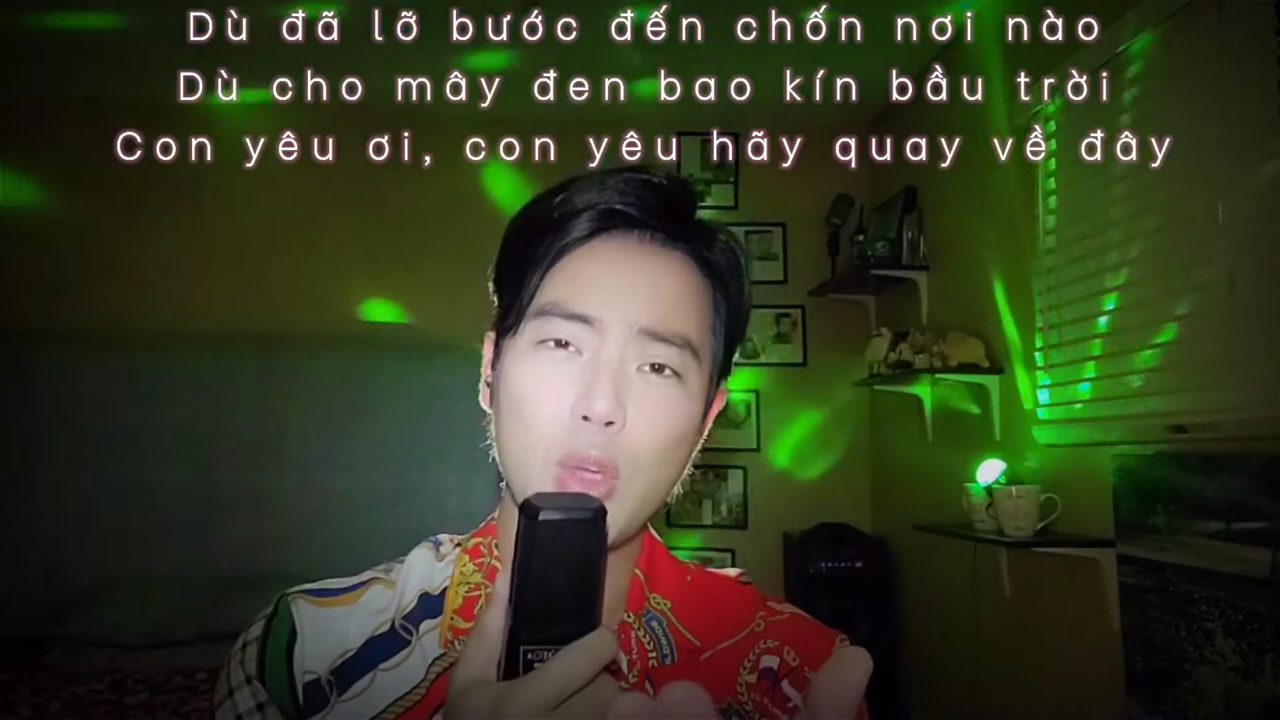 Dù đã lỡ bước đến chốn nơi nào
Dù cho mây đen bao kín bầu trời
Con yêu ơi, con yêu hãy quay về đây